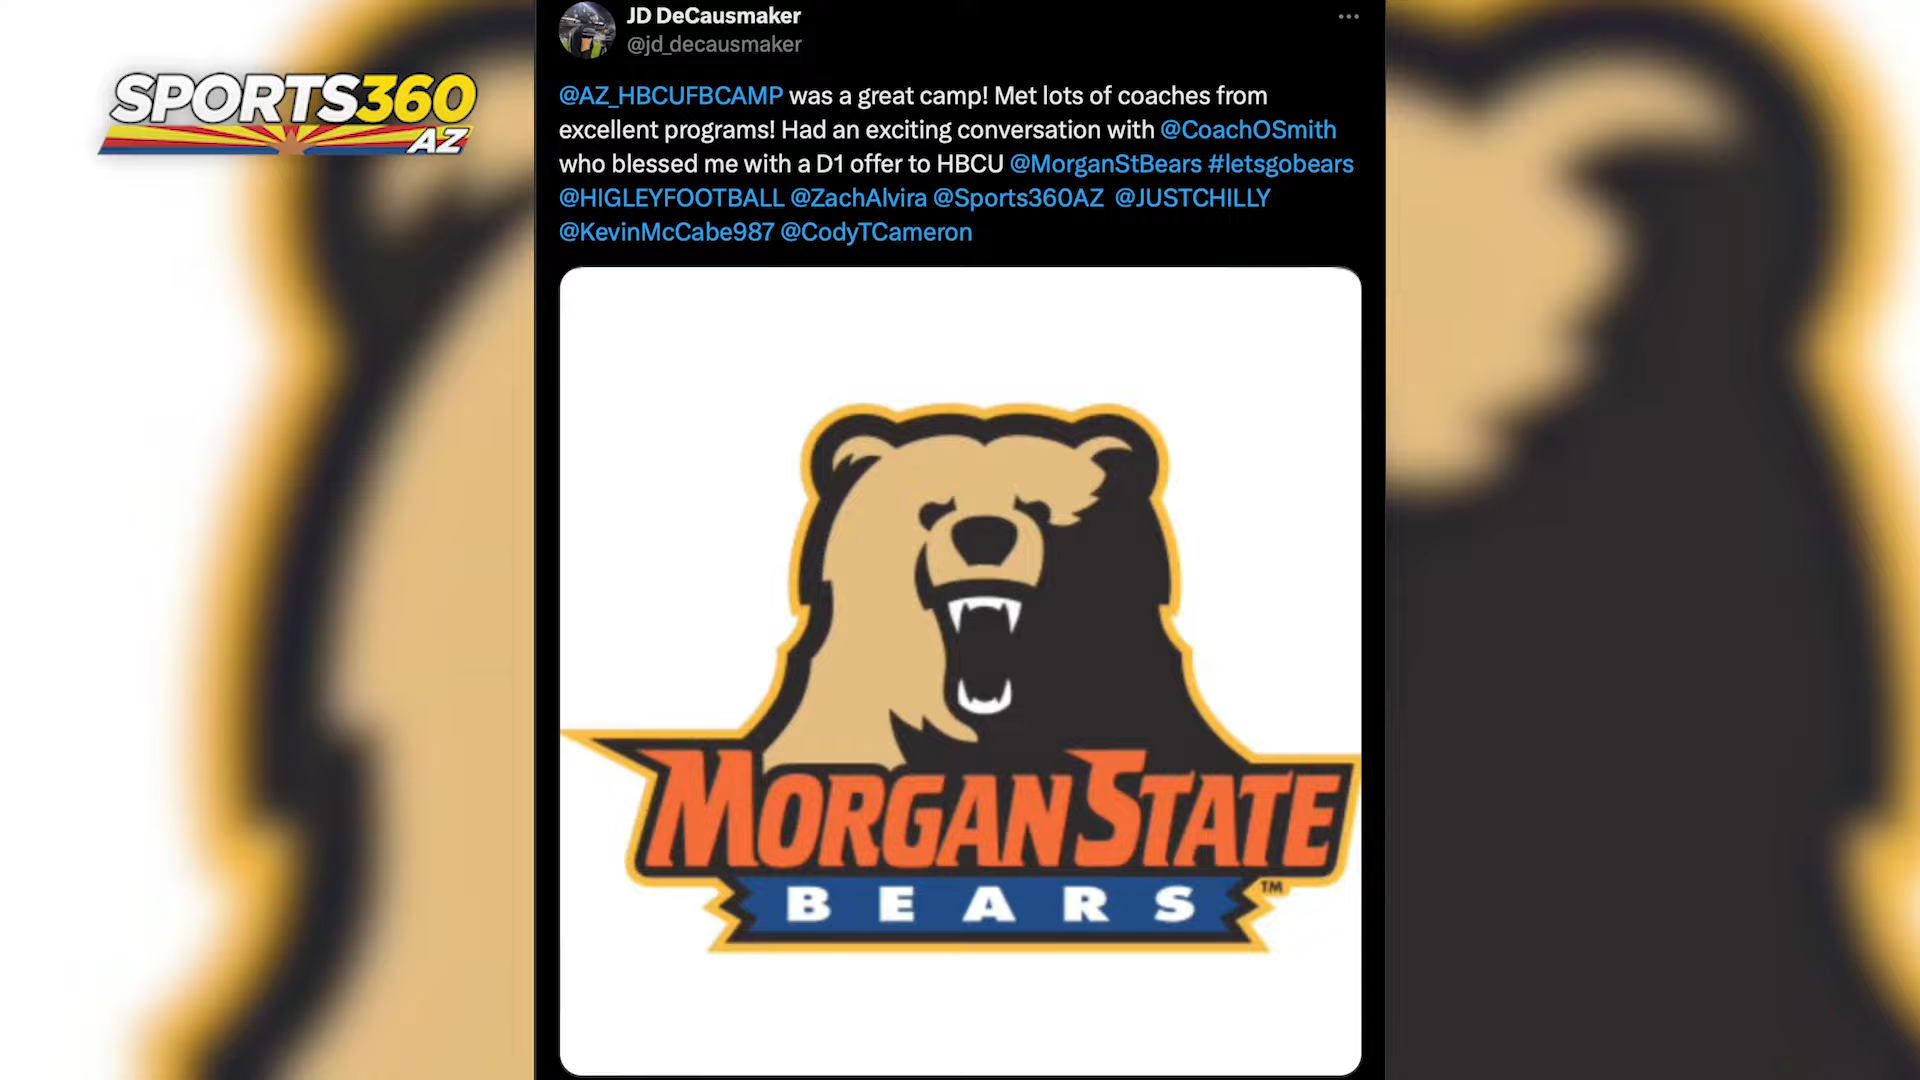 SPORTS360
AZ
JD DeCausmaker
@jd_decausmaker
@AZ_HBCUFBCAMP was a great camp! Met lots of coaches from
excellent programs! Had an exciting conversation with @CoachOSmith
who blessed me with a D1 offer to HBCU @MorganStBears #letsgobears
@HIGLEYFOOTBALL @ZachAlvira @Sports360AZ @JUSTCHILLY
@KevinMcCabe987 @CodyTCameron
MORGAN STATE
BEARS
TM